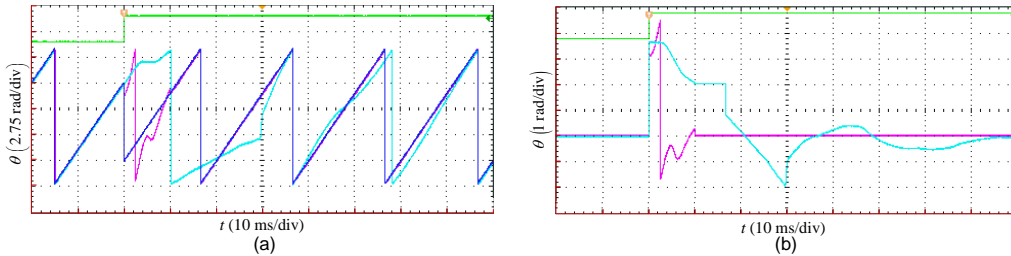 θ (2.75 rad/div)
t (10 ms/div)
(a)
θ (1 rad/div)
t (10 ms/div)
(b)